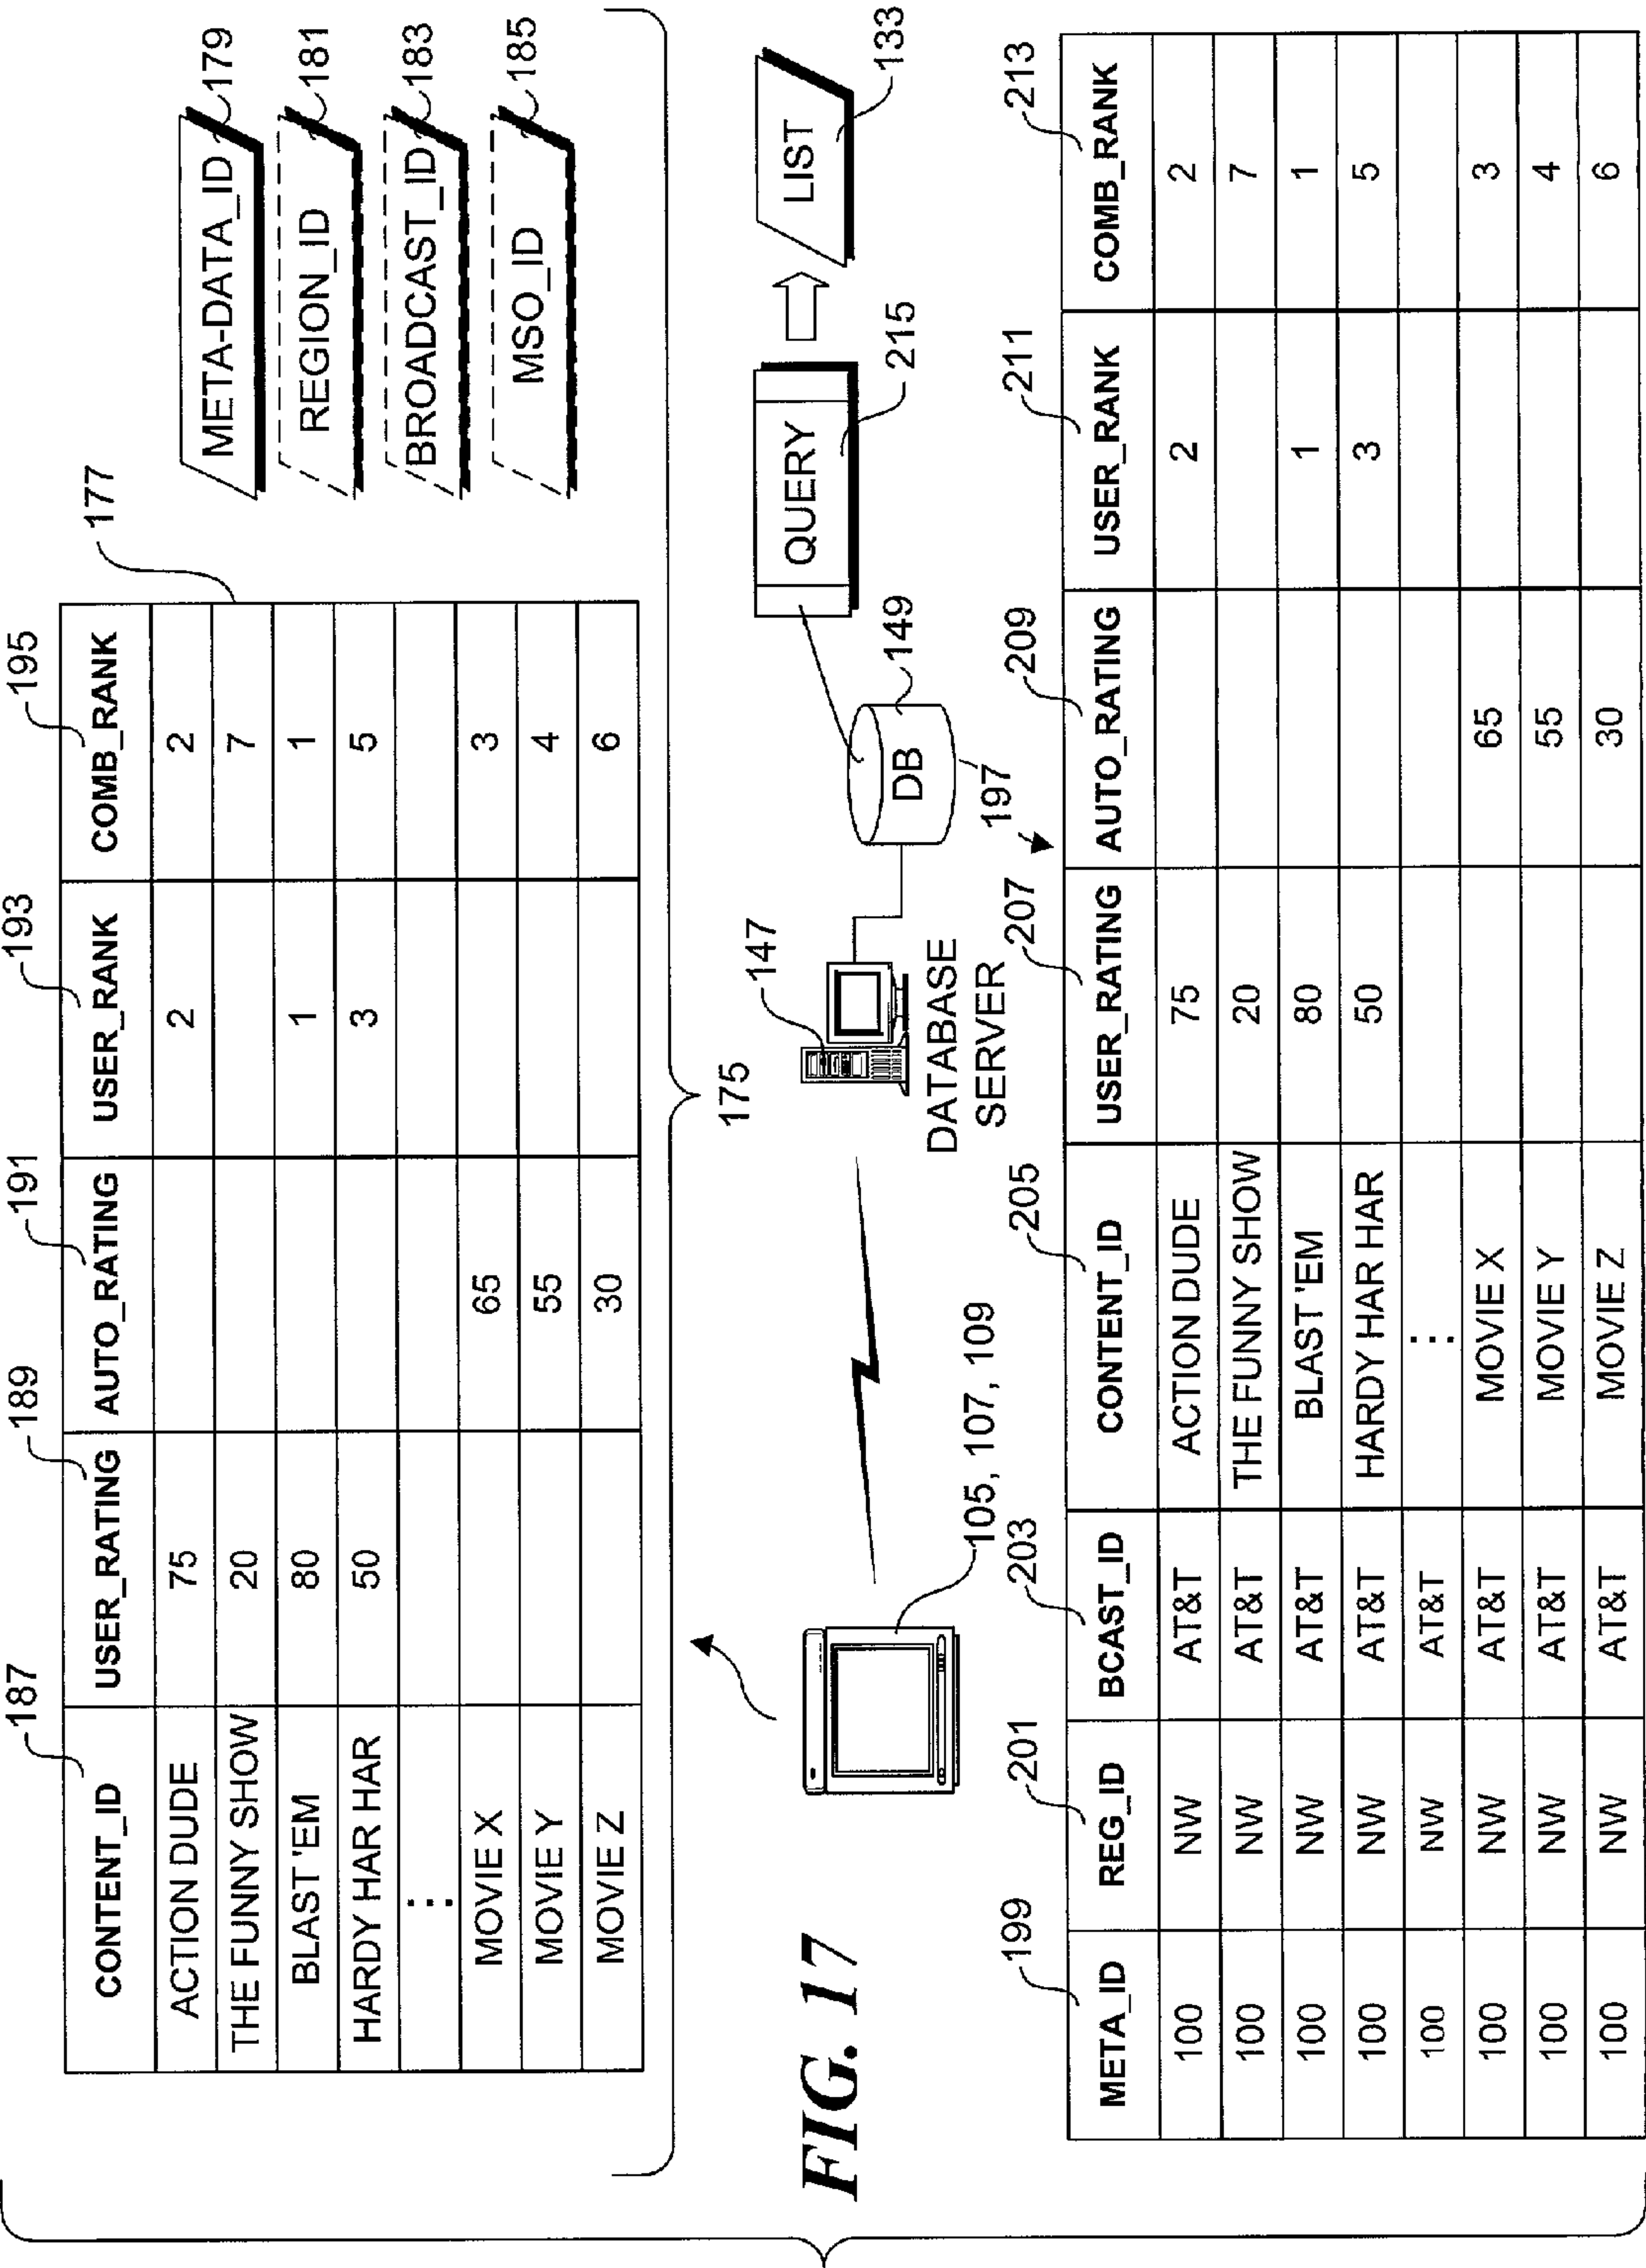 187
189
191
193
195
177
CONTENT_ID USER_RATING AUTO_RATING USER_RANK COMB_RANK
ACTION DUDE 75 2 2
THE FUNNY SHOW 20 7
BLAST 'EM 80 1 1
HARDY HAR HAR 50 3 5
...
MOVIE X 65 3
MOVIE Y 55 4
MOVIE Z 30 6
META-DATA_ID 179
REGION_ID 181
BROADCAST_ID 183
MSO_ID 185
175
FIG. 17
105, 107, 109
147
DATABASE
SERVER
DB
149
QUERY
215
LIST
133
197
199
201
203
205
207
209
211
213
META_ID REG_ID BCAST_ID CONTENT_ID USER_RATING AUTO_RATING USER_RANK COMB_RANK
100 NW AT&T ACTION DUDE 75 2 2
100 NW AT&T THE FUNNY SHOW 20 7
100 NW AT&T BLAST 'EM 80 1 1
100 NW AT&T HARDY HAR HAR 50 3 5
100 NW AT&T ...
100 NW AT&T MOVIE X 65 3
100 NW AT&T MOVIE Y 55 4
100 NW AT&T MOVIE Z 30 6